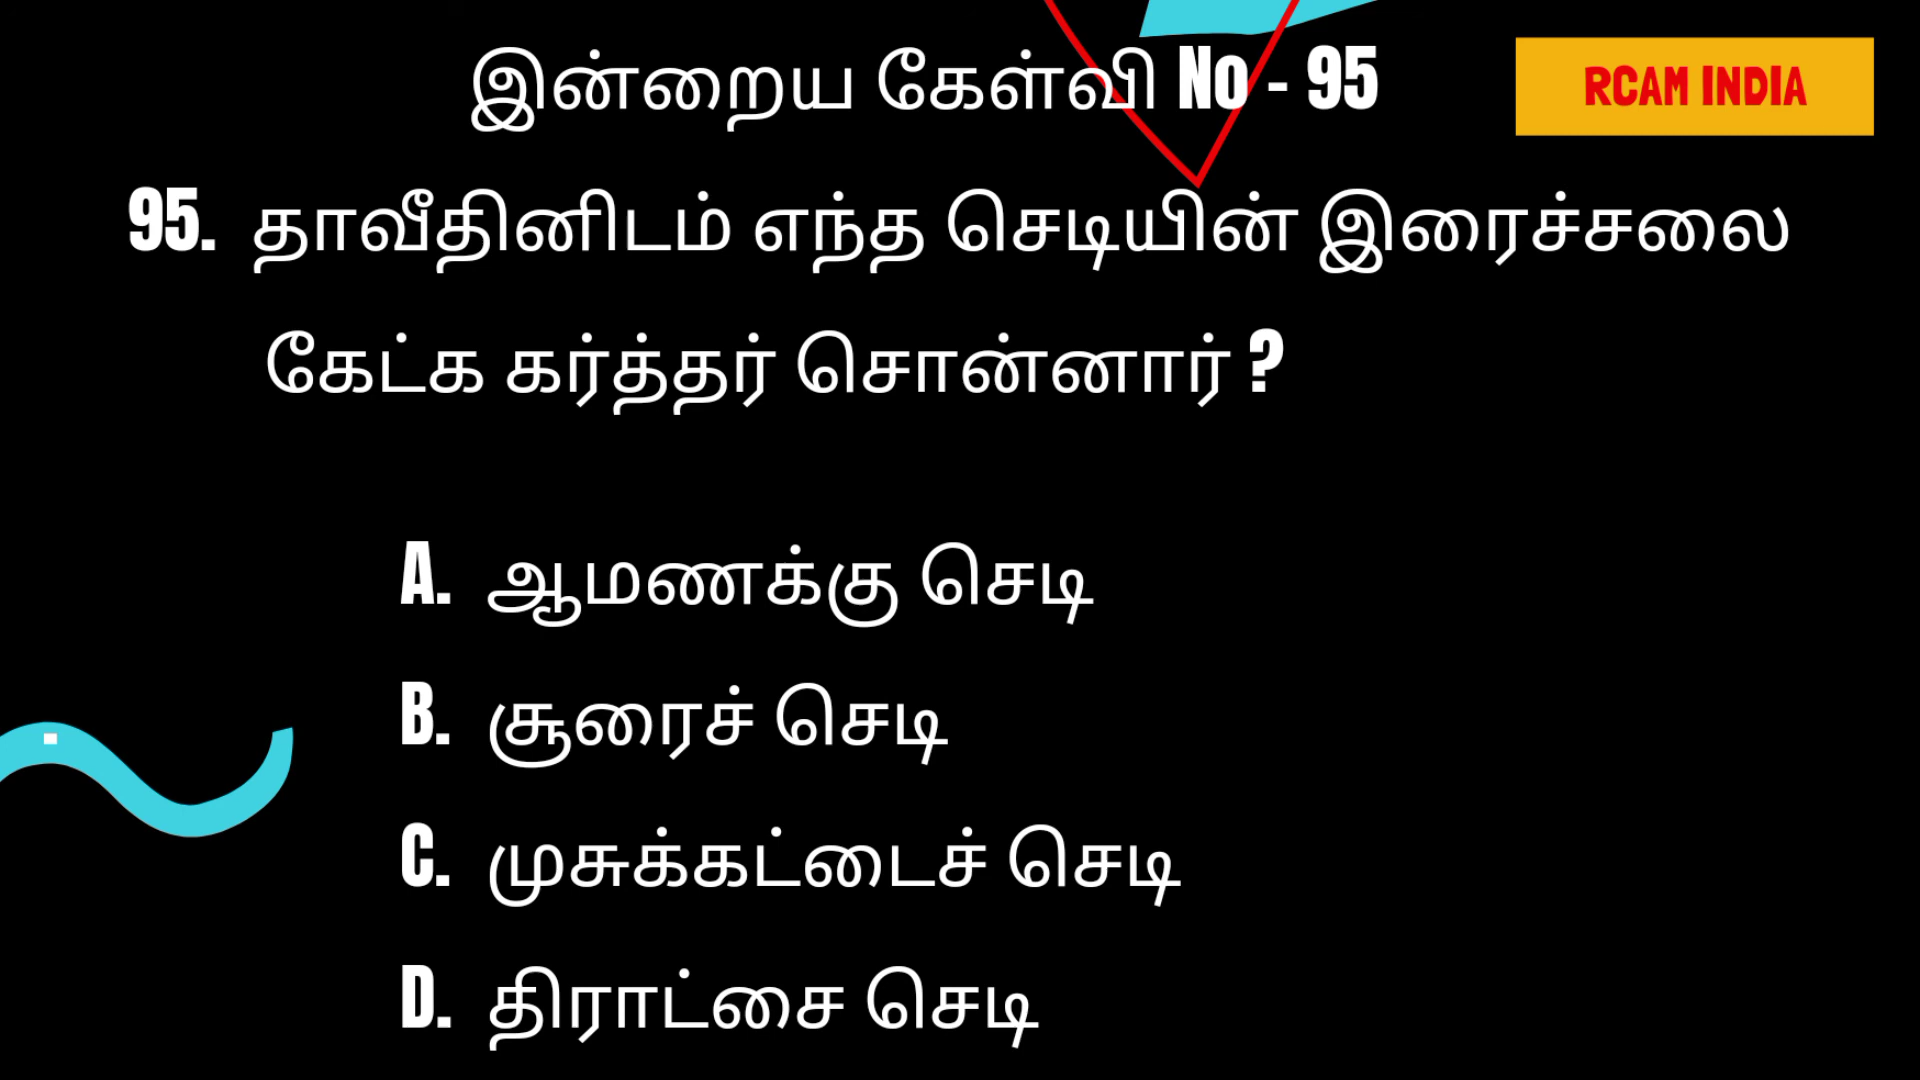 இன்றைய கேள்வி No - 95
RCAM INDIA
95. தாவீதினிடம் எந்த செடியின் இரைச்சலை
கேட்க கர்த்தர் சொன்னார் ?
A. ஆமணக்கு செடி
B. சூரைச் செடி
C. முசுக்கட்டைச் செடி
D. திராட்சை செடி